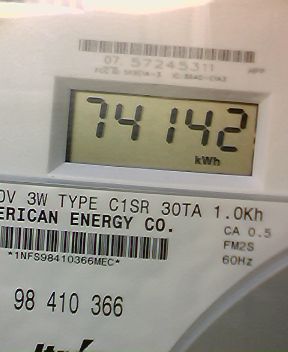 07 57245311
74142
kWh
0V 3W TYPE C1SR 30TA 1.0Kh
ERICAN ENERGY CO.
CA 0.5
FM2S
*1NFS98410366MEC*
60Hz
98 410 366